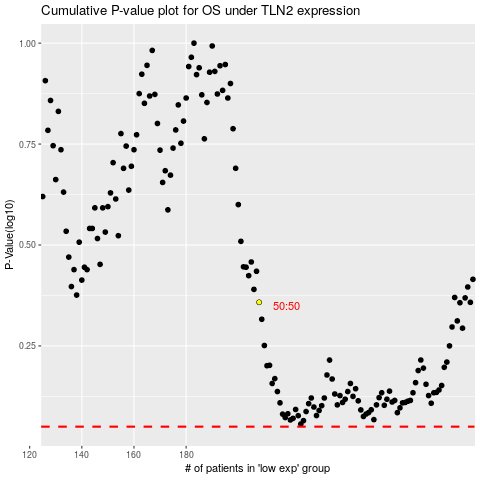 Cumulative P-value plot for OS under TLN2 expression
1.00
0.75
0.50
0.25
P-Value(log10)
50:50
120 140 160 180
# of patients in 'low exp' group